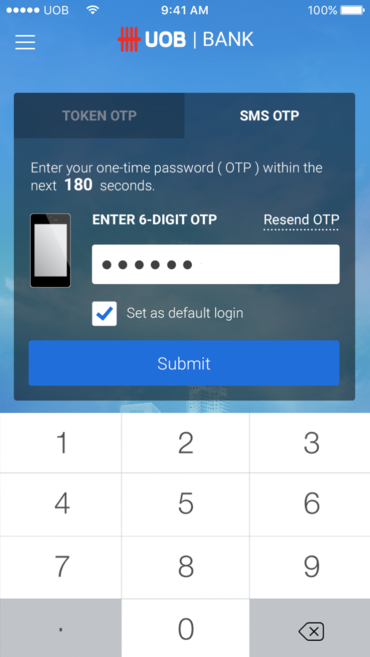 UOB 9:41 AM 100%
UOB | BANK
TOKEN OTP SMS OTP
Enter your one-time password ( OTP ) within the
next 180 seconds.
ENTER 6-DIGIT OTP Resend OTP
●●●●●●
Set as default login
Submit
1 2 3
4 5 6
7 8 9
. 0